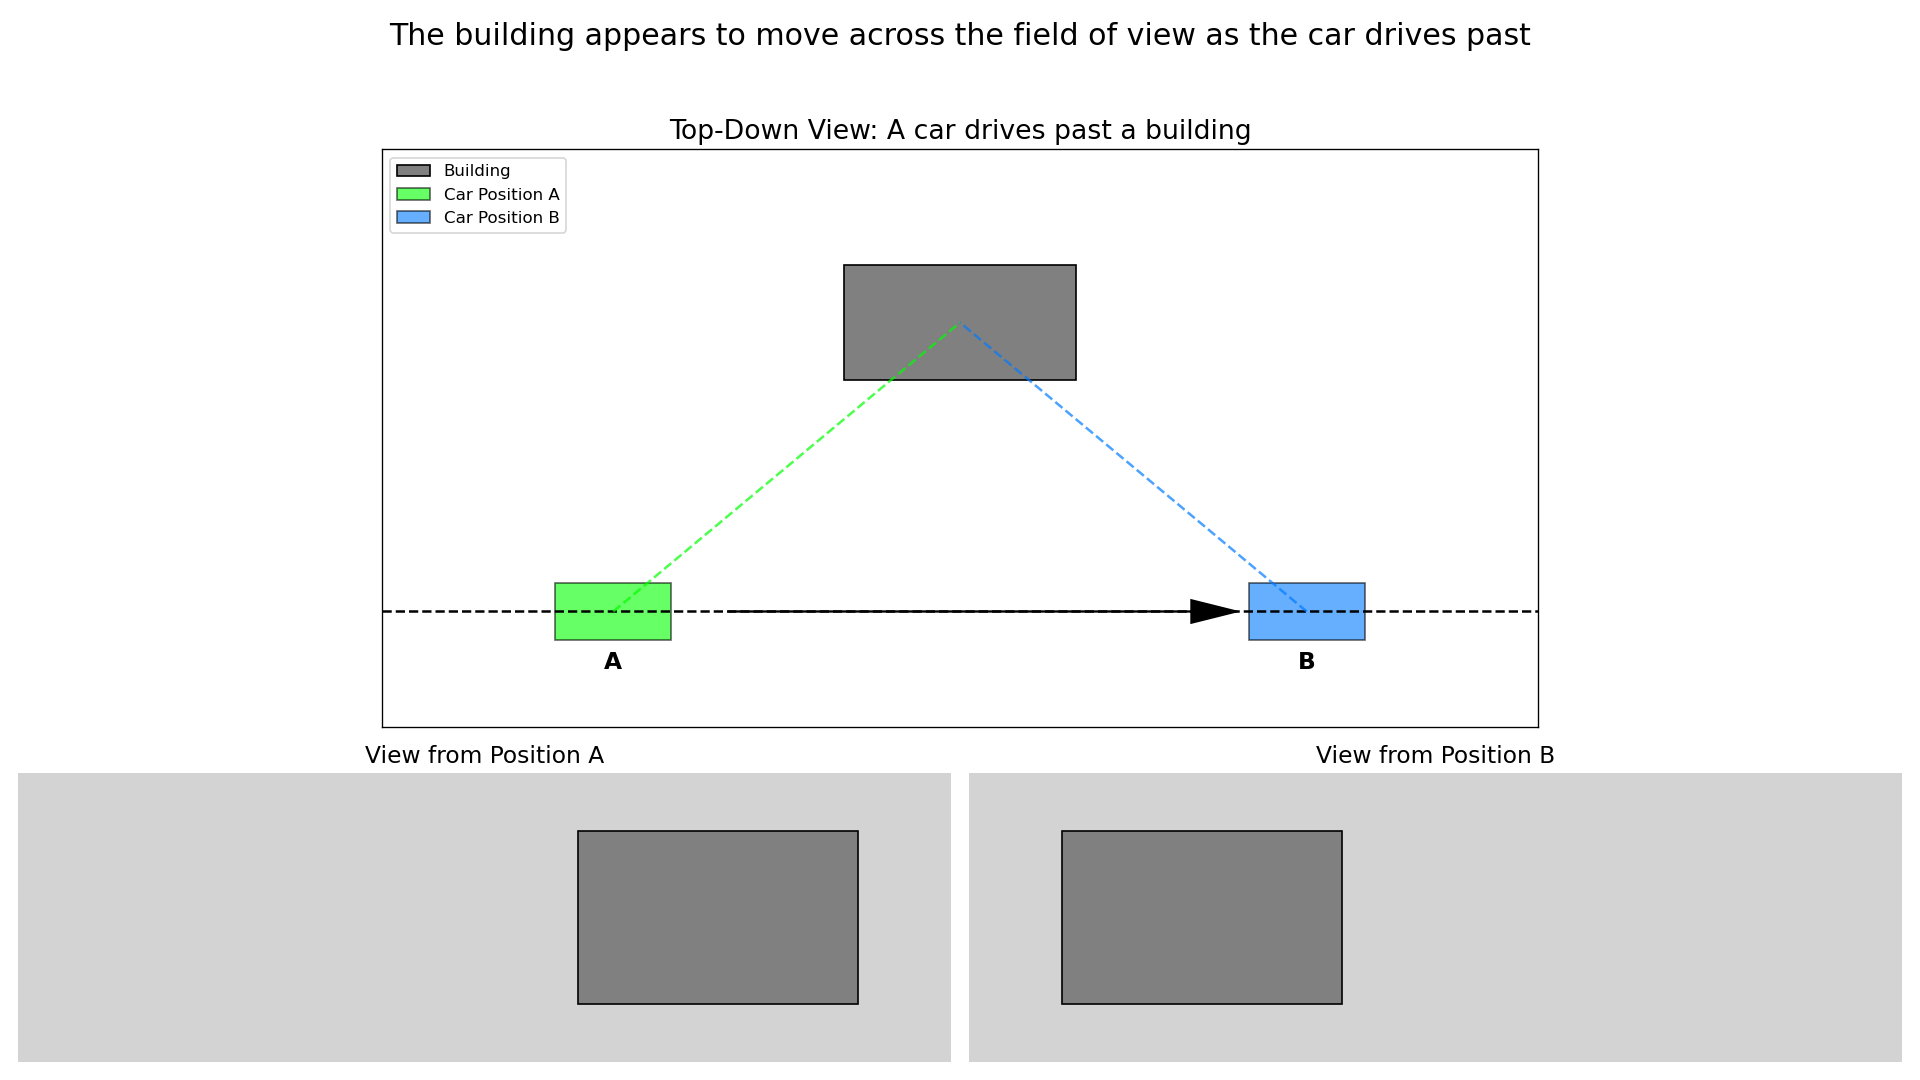 The building appears to move across the field of view as the car drives past
Top-Down View: A car drives past a building
Building
Car Position A
Car Position B
A
B
View from Position A
View from Position B